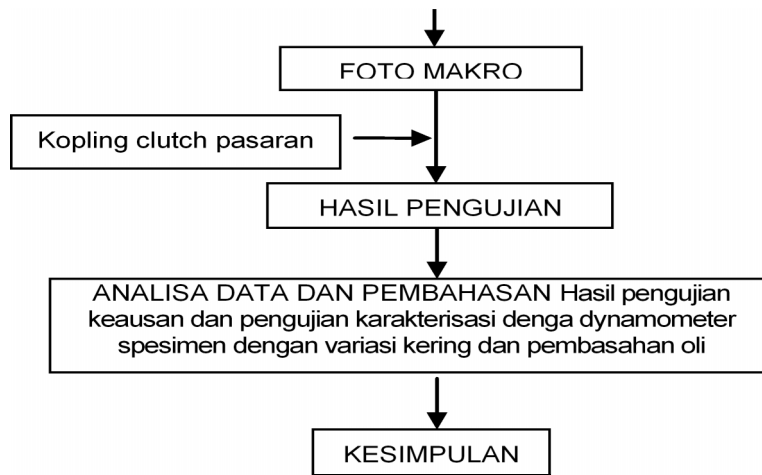 FOTO MAKRO
Kopling clutch pasaran
HASIL PENGUJIAN
ANALISA DATA DAN PEMBAHASAN Hasil pengujian
keausan dan pengujian karakterisasi denga dynamometer
spesimen dengan variasi kering dan pembasahan oli
KESIMPULAN